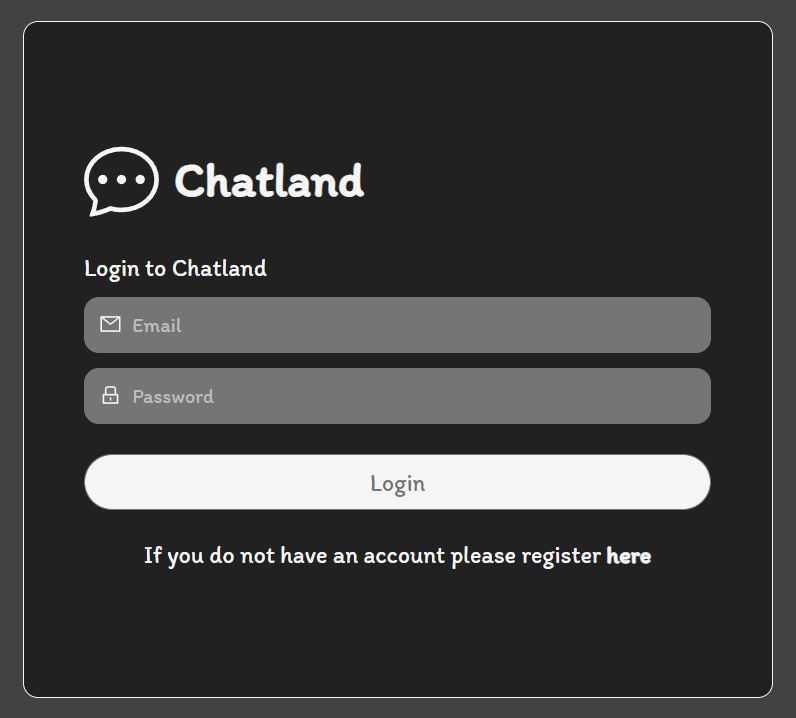 Chatland
Login to Chatland
Email
Password
Login
If you do not have an account please register here